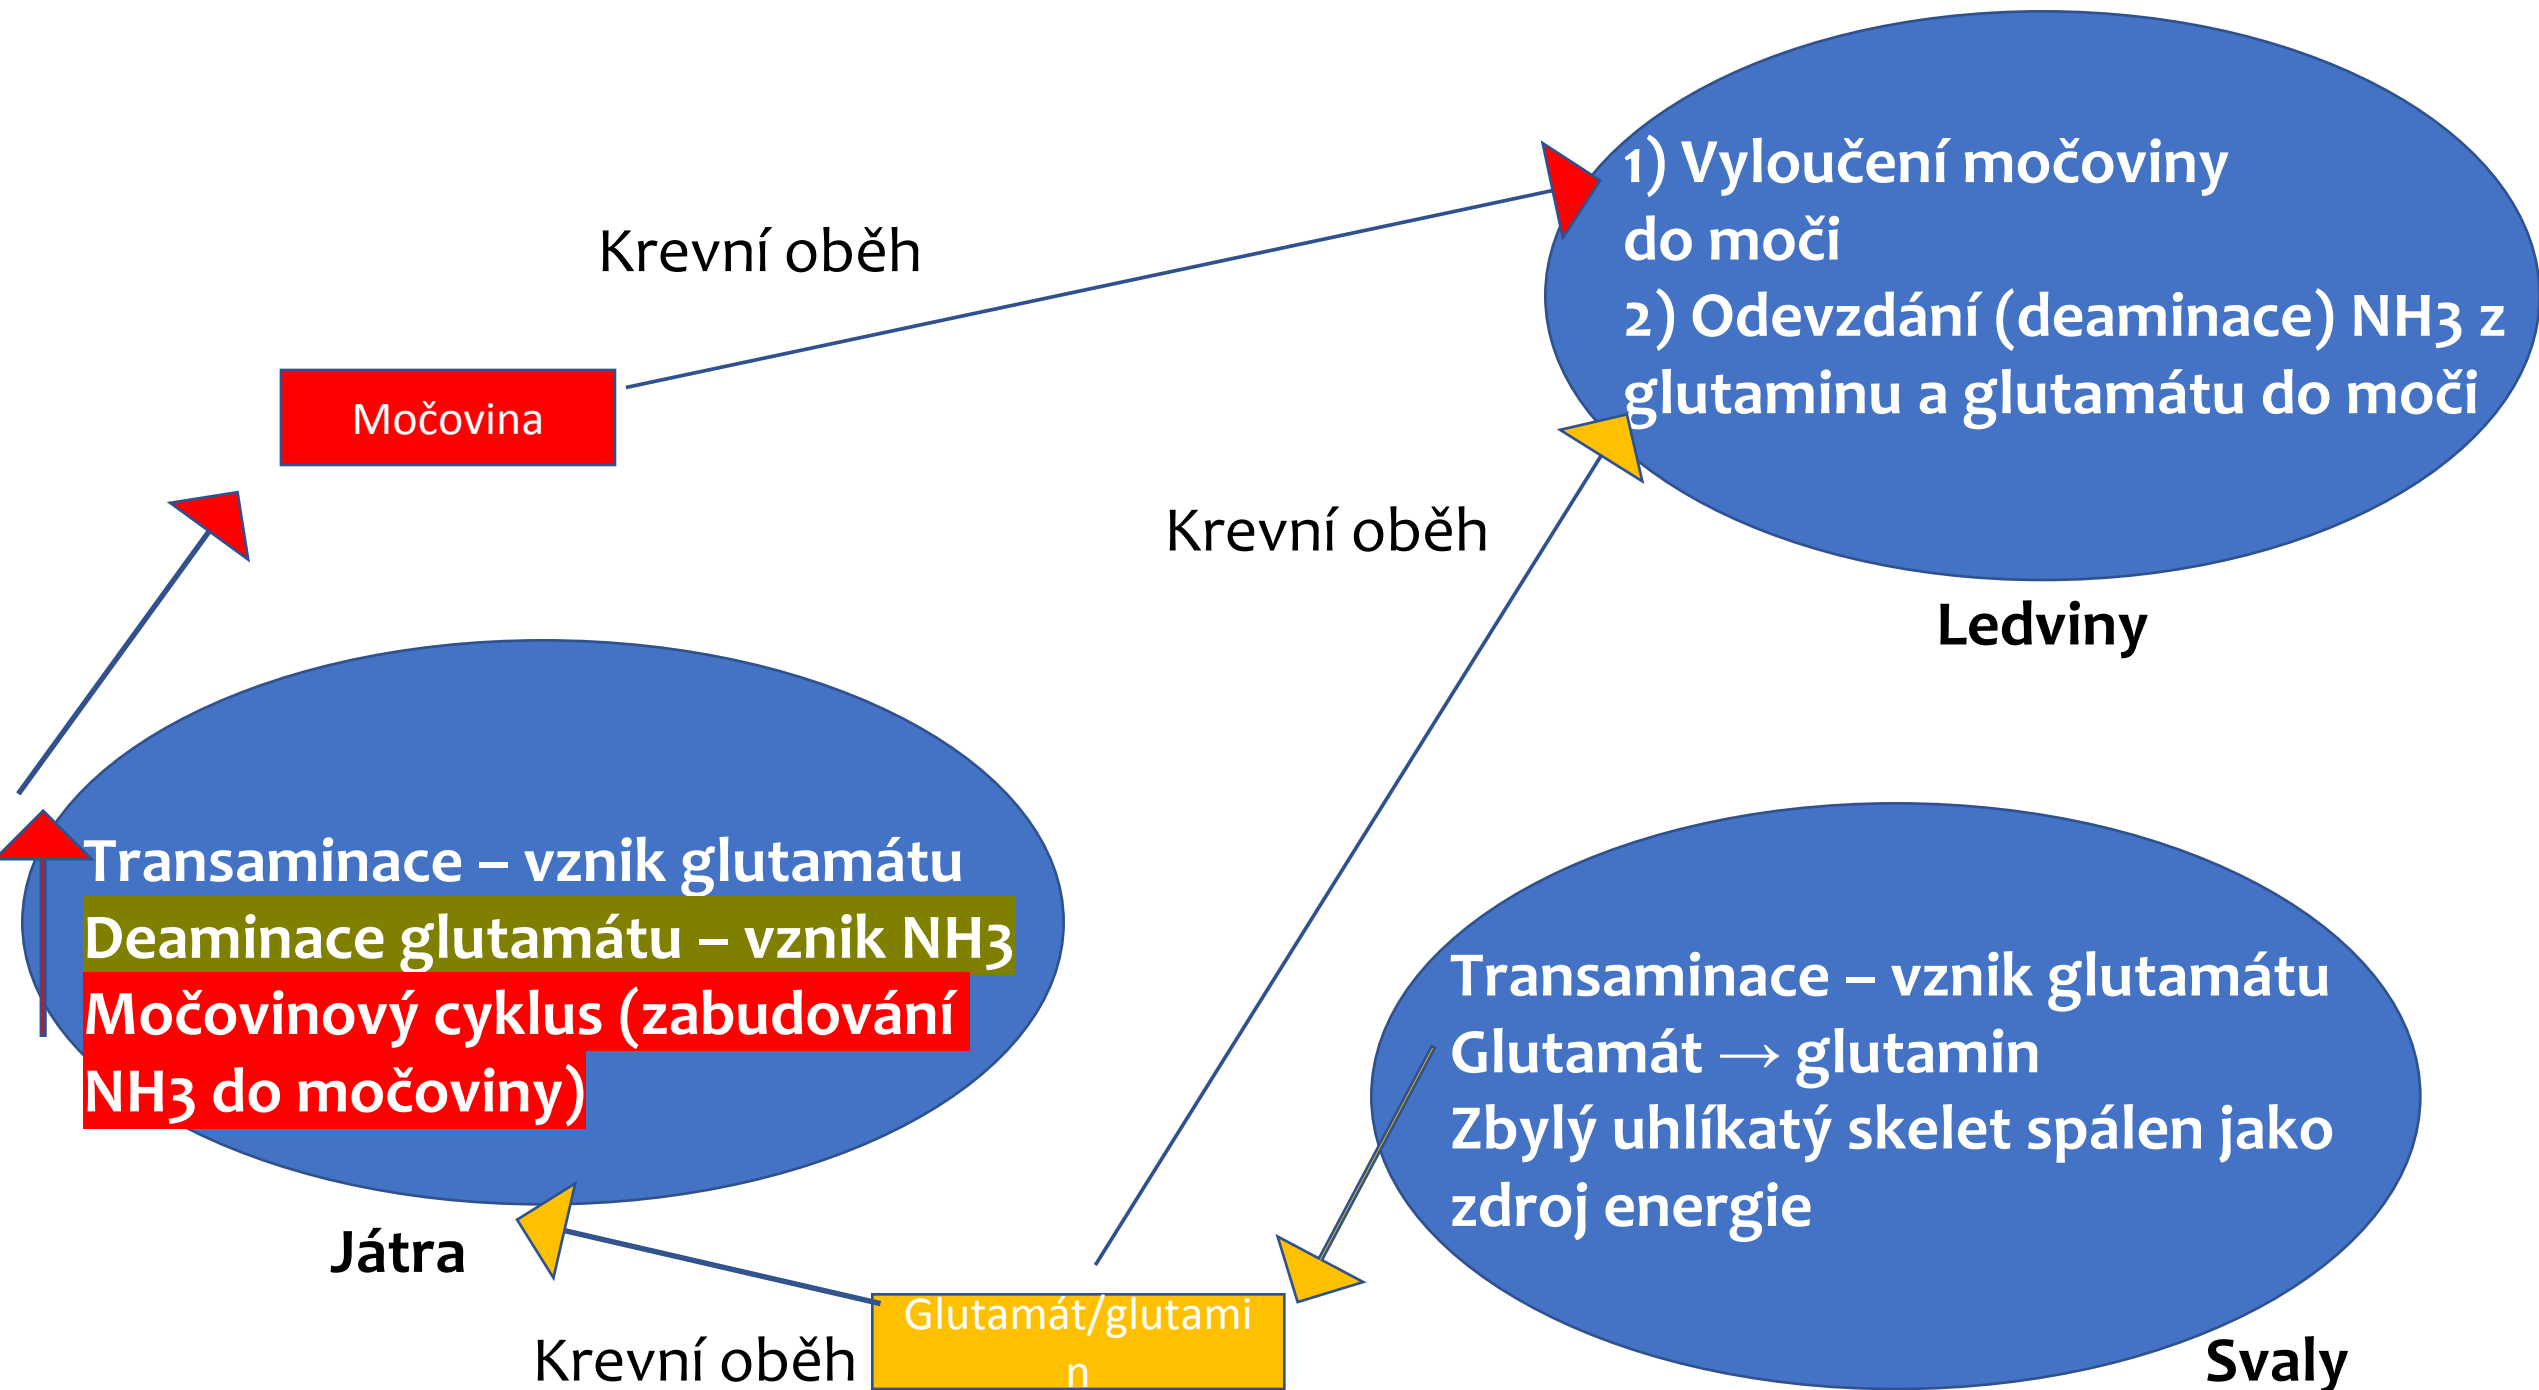 1) Vyloučení močoviny
do moči
2) Odevzdání (deaminace) NH3 z
glutaminu a glutamátu do moči
Krevní oběh
Močovina
Krevní oběh
Ledviny
Transaminace – vznik glutamátu
Deaminace glutamátu – vznik NH3
Močovinový cyklus (zabudování
NH3 do močoviny)
Játra
Transaminace – vznik glutamátu
Glutamát → glutamin
Zbylý uhlíkatý skelet spálen jako
zdroj energie
Glutamát/glutami
n
Krevní oběh
Svaly